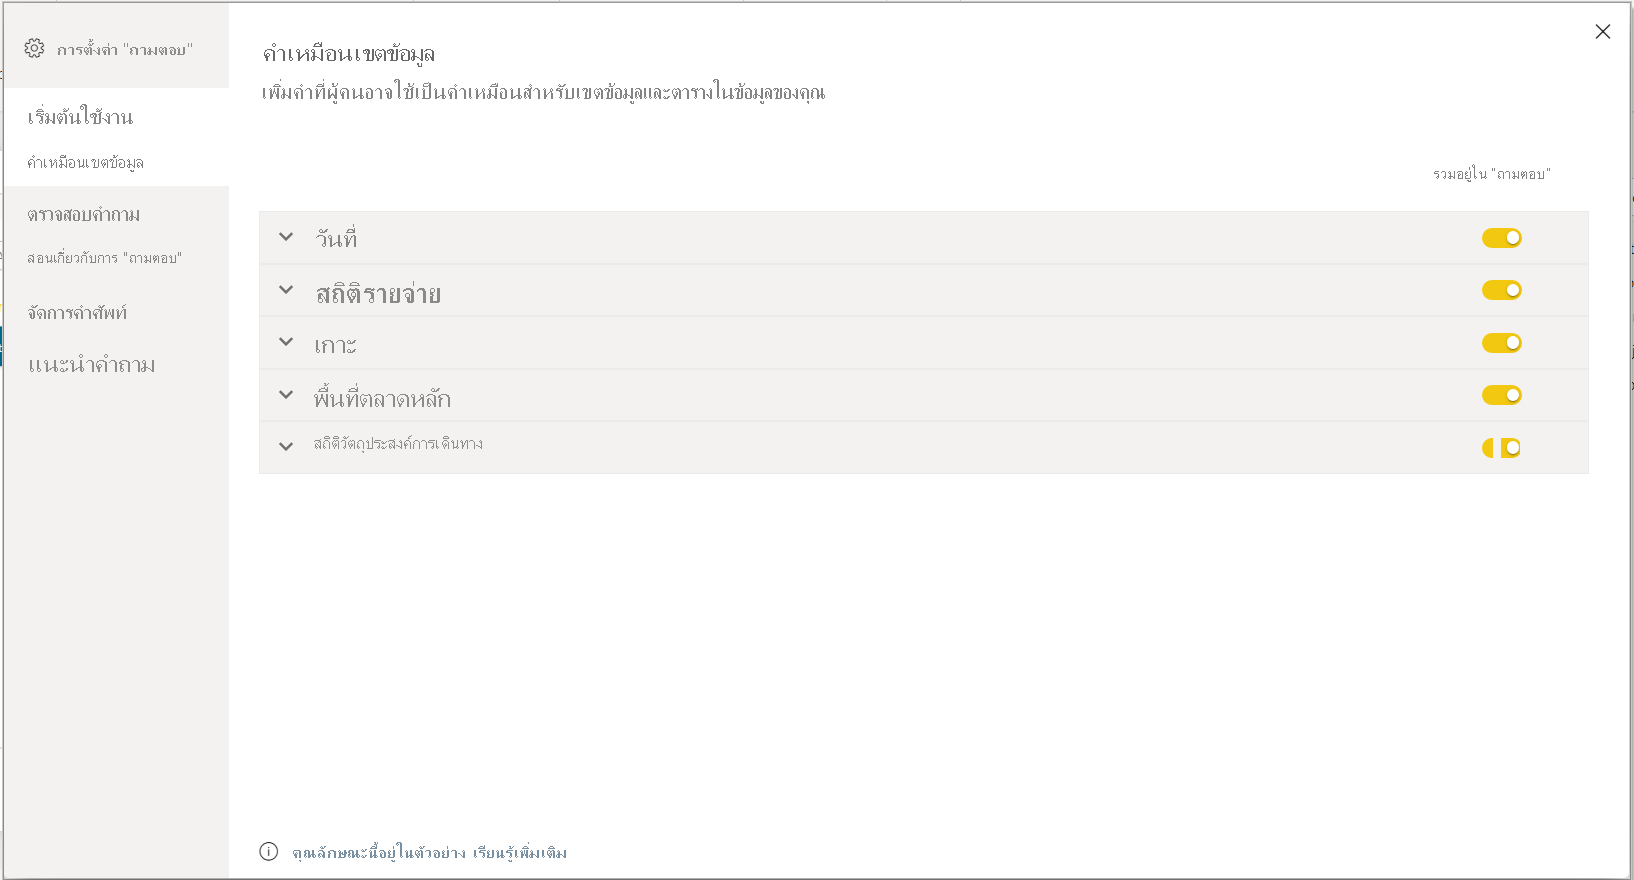 การตั้งค่า "ถามตอบ"
เริ่มต้นใช้งาน
คำเหมือนเขตข้อมูล
ตรวจสอบคำถาม
สอนเกี่ยวกับการ "ถามตอบ"
จัดการคำศัพท์
แนะนำคำถาม
คำเหมือนเขตข้อมูล
เพิ่มคำที่ผู้คนอาจใช้เป็นคำเหมือนสำหรับเขตข้อมูลและตารางในข้อมูลของคุณ
รวมอยู่ใน "ถามตอบ"
วันที่
สถิติรายจ่าย
เกาะ
พื้นที่ตลาดหลัก
สถิติวัตถุประสงค์การเดินทาง
คุณลักษณะนี้อยู่ในตัวอย่าง เรียนรู้เพิ่มเติม